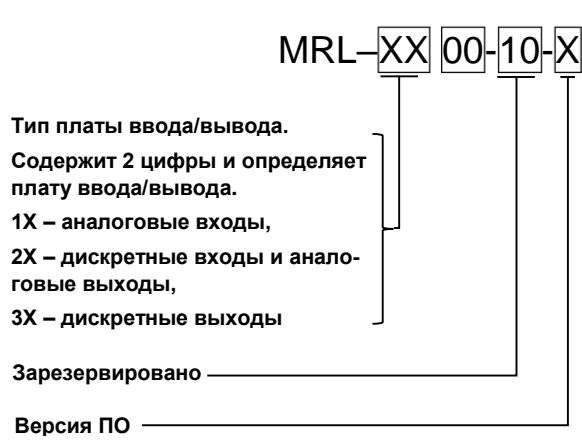 MRL–XX 00-10-X
Тип платы ввода/вывода.
Содержит 2 цифры и определяет
плату ввода/вывода.
1X – аналоговые входы,
2X – дискретные входы и анало-
говые выходы,
3X – дискретные выходы
Зарезервировано
Версия ПО